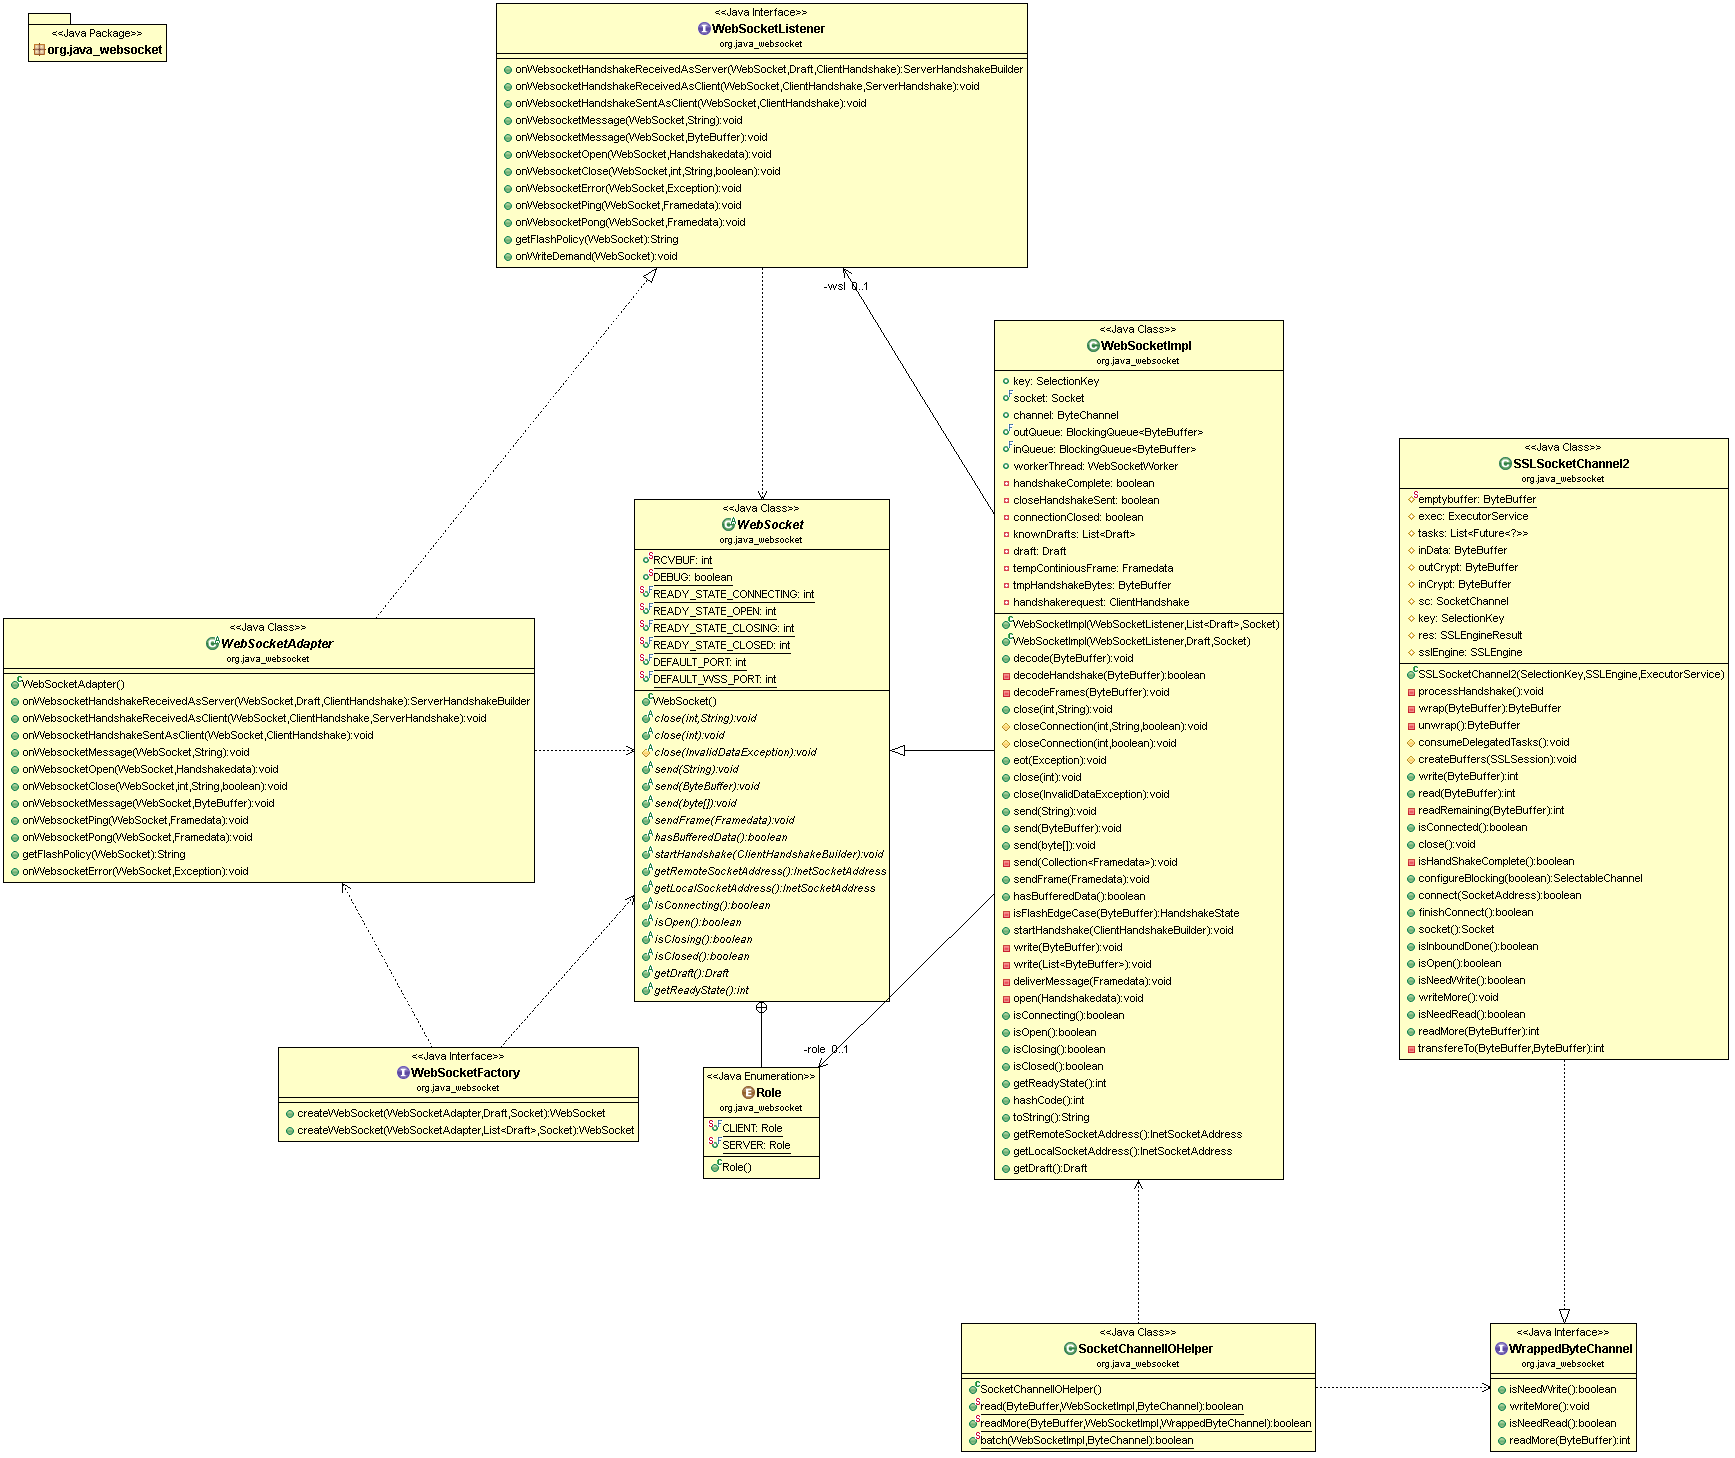 <<Java Package>>
org.java_websocket
<<Java Interface>>
WebSocketListener
org.java_websocket
onWebsocketHandshakeReceivedAsServer(WebSocket,Draft,ClientHandshake):ServerHandshakeBuilder
onWebsocketHandshakeReceivedAsClient(WebSocket,ClientHandshake,ServerHandshake):void
onWebsocketHandshakeSentAsClient(WebSocket,ClientHandshake):void
onWebsocketMessage(WebSocket,String):void
onWebsocketMessage(WebSocket,ByteBuffer):void
onWebsocketOpen(WebSocket,Handshakedata):void
onWebsocketClose(WebSocket,int,String,boolean):void
onWebsocketError(WebSocket,Exception):void
onWebsocketPing(WebSocket,Framedata):void
onWebsocketPong(WebSocket,Framedata):void
getFlashPolicy(WebSocket):String
onWriteDemand(WebSocket):void
-wsl 0..1
<<Java Class>>
WebSocketImpl
org.java_websocket
key: SelectionKey
socket: Socket
channel: ByteChannel
outQueue: BlockingQueue<ByteBuffer>
inQueue: BlockingQueue<ByteBuffer>
workerThread: WebSocketWorker
handshakeComplete: boolean
closeHandshakeSent: boolean
connectionClosed: boolean
knownDrafts: List<Draft>
draft: Draft
tempContiniousFrame: Framedata
tmpHandshakeBytes: ByteBuffer
handshakerequest: ClientHandshake
WebSocketImpl(WebSocketListener,List<Draft>,Socket)
WebSocketImpl(WebSocketListener,Draft,Socket)
decode(ByteBuffer):void
decodeHandshake(ByteBuffer):boolean
decodeFrames(ByteBuffer):void
close(int,String):void
closeConnection(int,String,boolean):void
closeConnection(int,boolean):void
eot(Exception):void
close(int):void
close(InvalidDataException):void
send(String):void
send(ByteBuffer):void
send(byte[]):void
send(Collection<Framedata>):void
sendFrame(Framedata):void
hasBufferedData():boolean
isFlashEdgeCase(ByteBuffer):HandshakeState
startHandshake(ClientHandshakeBuilder):void
write(ByteBuffer):void
write(List<ByteBuffer>):void
deliverMessage(Framedata):void
open(Handshakedata):void
isConnecting():boolean
isOpen():boolean
isClosing():boolean
isClosed():boolean
getReadyState():int
hashCode():int
toString():String
getRemoteSocketAddress():InetSocketAddress
getLocalSocketAddress():InetSocketAddress
getDraft():Draft
<<Java Class>>
SSLSocketChannel2
org.java_websocket
emptybuffer: ByteBuffer
exec: ExecutorService
tasks: List<Future<?>>
inData: ByteBuffer
outCrypt: ByteBuffer
inCrypt: ByteBuffer
sc: SocketChannel
key: SelectionKey
res: SSLEngineResult
sslEngine: SSLEngine
SSLSocketChannel2(SelectionKey,SSLEngine,ExecutorService)
processHandshake():void
wrap(ByteBuffer):ByteBuffer
unwrap():ByteBuffer
consumeDelegatedTasks():void
createBuffers(SSLSession):void
write(ByteBuffer):int
read(ByteBuffer):int
readRemaining(ByteBuffer):int
isConnected():boolean
close():void
isHandShakeComplete():boolean
configureBlocking(boolean):SelectableChannel
connect(SocketAddress):boolean
finishConnect():boolean
socket():Socket
isInboundDone():boolean
isOpen():boolean
isNeedWrite():boolean
writeMore():void
isNeedRead():boolean
readMore(ByteBuffer):int
transfereTo(ByteBuffer,ByteBuffer):int
<<Java Class>>
WebSocket
org.java_websocket
RCVBUF: int
DEBUG: boolean
READY_STATE_CONNECTING: int
READY_STATE_OPEN: int
READY_STATE_CLOSING: int
READY_STATE_CLOSED: int
DEFAULT_PORT: int
DEFAULT_WSS_PORT: int
WebSocket()
close(int,String):void
close(int):void
close(InvalidDataException):void
send(String):void
send(ByteBuffer):void
send(byte[]):void
sendFrame(Framedata):void
hasBufferedData():boolean
startHandshake(ClientHandshakeBuilder):void
getRemoteSocketAddress():InetSocketAddress
getLocalSocketAddress():InetSocketAddress
isConnecting():boolean
isOpen():boolean
isClosing():boolean
isClosed():boolean
getDraft():Draft
getReadyState():int
<<Java Class>>
WebSocketAdapter
org.java_websocket
WebSocketAdapter()
onWebsocketHandshakeReceivedAsServer(WebSocket,Draft,ClientHandshake):ServerHandshakeBuilder
onWebsocketHandshakeReceivedAsClient(WebSocket,ClientHandshake,ServerHandshake):void
onWebsocketHandshakeSentAsClient(WebSocket,ClientHandshake):void
onWebsocketMessage(WebSocket,String):void
onWebsocketOpen(WebSocket,Handshakedata):void
onWebsocketClose(WebSocket,int,String,boolean):void
onWebsocketMessage(WebSocket,ByteBuffer):void
onWebsocketPing(WebSocket,Framedata):void
onWebsocketPong(WebSocket,Framedata):void
getFlashPolicy(WebSocket):String
onWebsocketError(WebSocket,Exception):void
<<Java Interface>>
WebSocketFactory
org.java_websocket
createWebSocket(WebSocketAdapter,Draft,Socket):WebSocket
createWebSocket(WebSocketAdapter,List<Draft>,Socket):WebSocket
-role 0..1
<<Java Enumeration>>
Role
org.java_websocket
CLIENT: Role
SERVER: Role
Role()
<<Java Class>>
SocketChannelIOHelper
org.java_websocket
SocketChannelIOHelper()
read(ByteBuffer,WebSocketImpl,ByteChannel):boolean
readMore(ByteBuffer,WebSocketImpl,WrappedByteChannel):boolean
batch(WebSocketImpl,ByteChannel):boolean
<<Java Interface>>
WrappedByteChannel
org.java_websocket
isNeedWrite():boolean
writeMore():void
isNeedRead():boolean
readMore(ByteBuffer):int